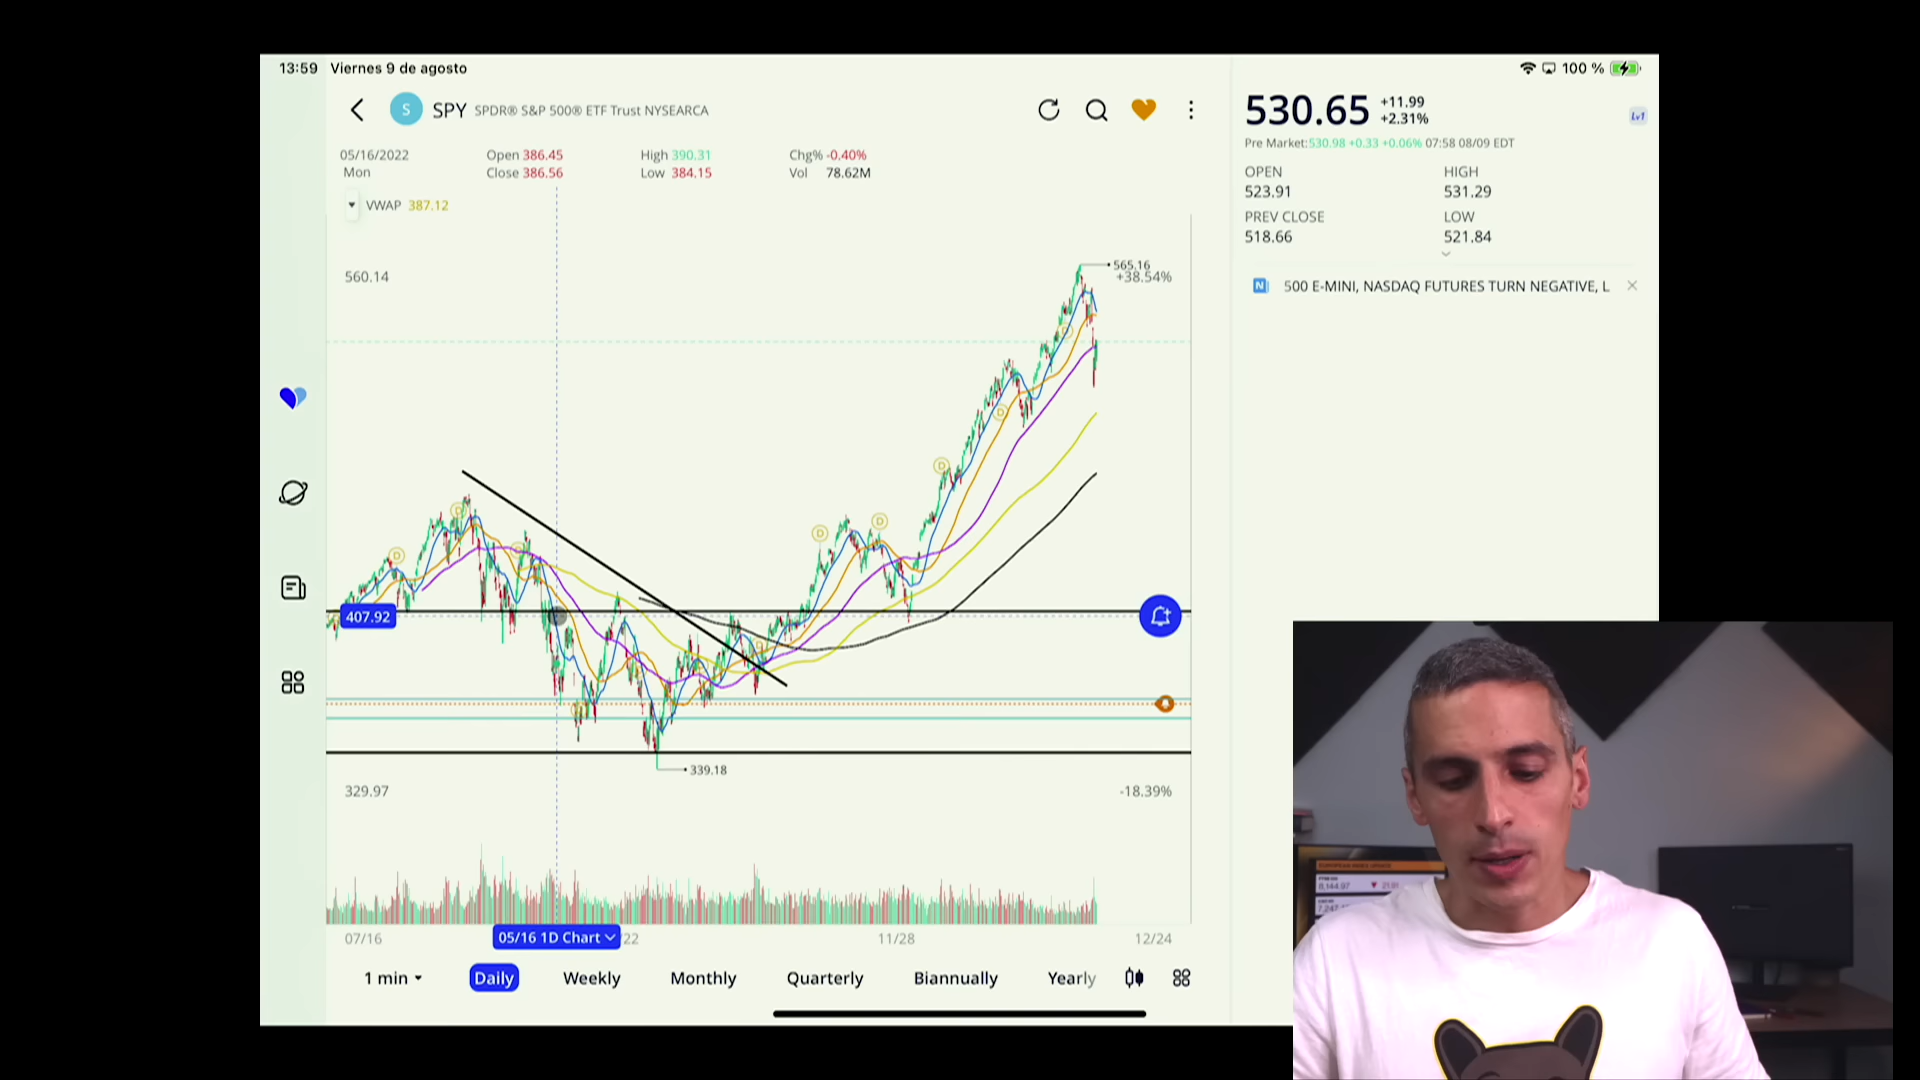 13:59 Viernes 9 de agosto
100 %
S SPY SPDR® S&P 500® ETF Trust NYSEARCA
530.65 +11.99
+2.31%
Lv1
Pre Market:530.98 +0.33 +0.06% 07:58 08/09 EDT
05/16/2022 Open 386.45 High 390.31 Chg% -0.40%
Mon Close 386.56 Low 384.15 Vol 78.62M
VWAP 387.12
OPEN HIGH
523.91 531.29
PREV CLOSE LOW
518.66 521.84
N 500 E-MINI, NASDAQ FUTURES TURN NEGATIVE, L
565.16
560.14 +38.54%
D
D
D
D
D
D
D
D
407.92
339.18
329.97 -18.39%
07/16 05/16 1D Chart 22 11/28 12/24
1 min Daily Weekly Monthly Quarterly Biannually Yearly
8,144.97